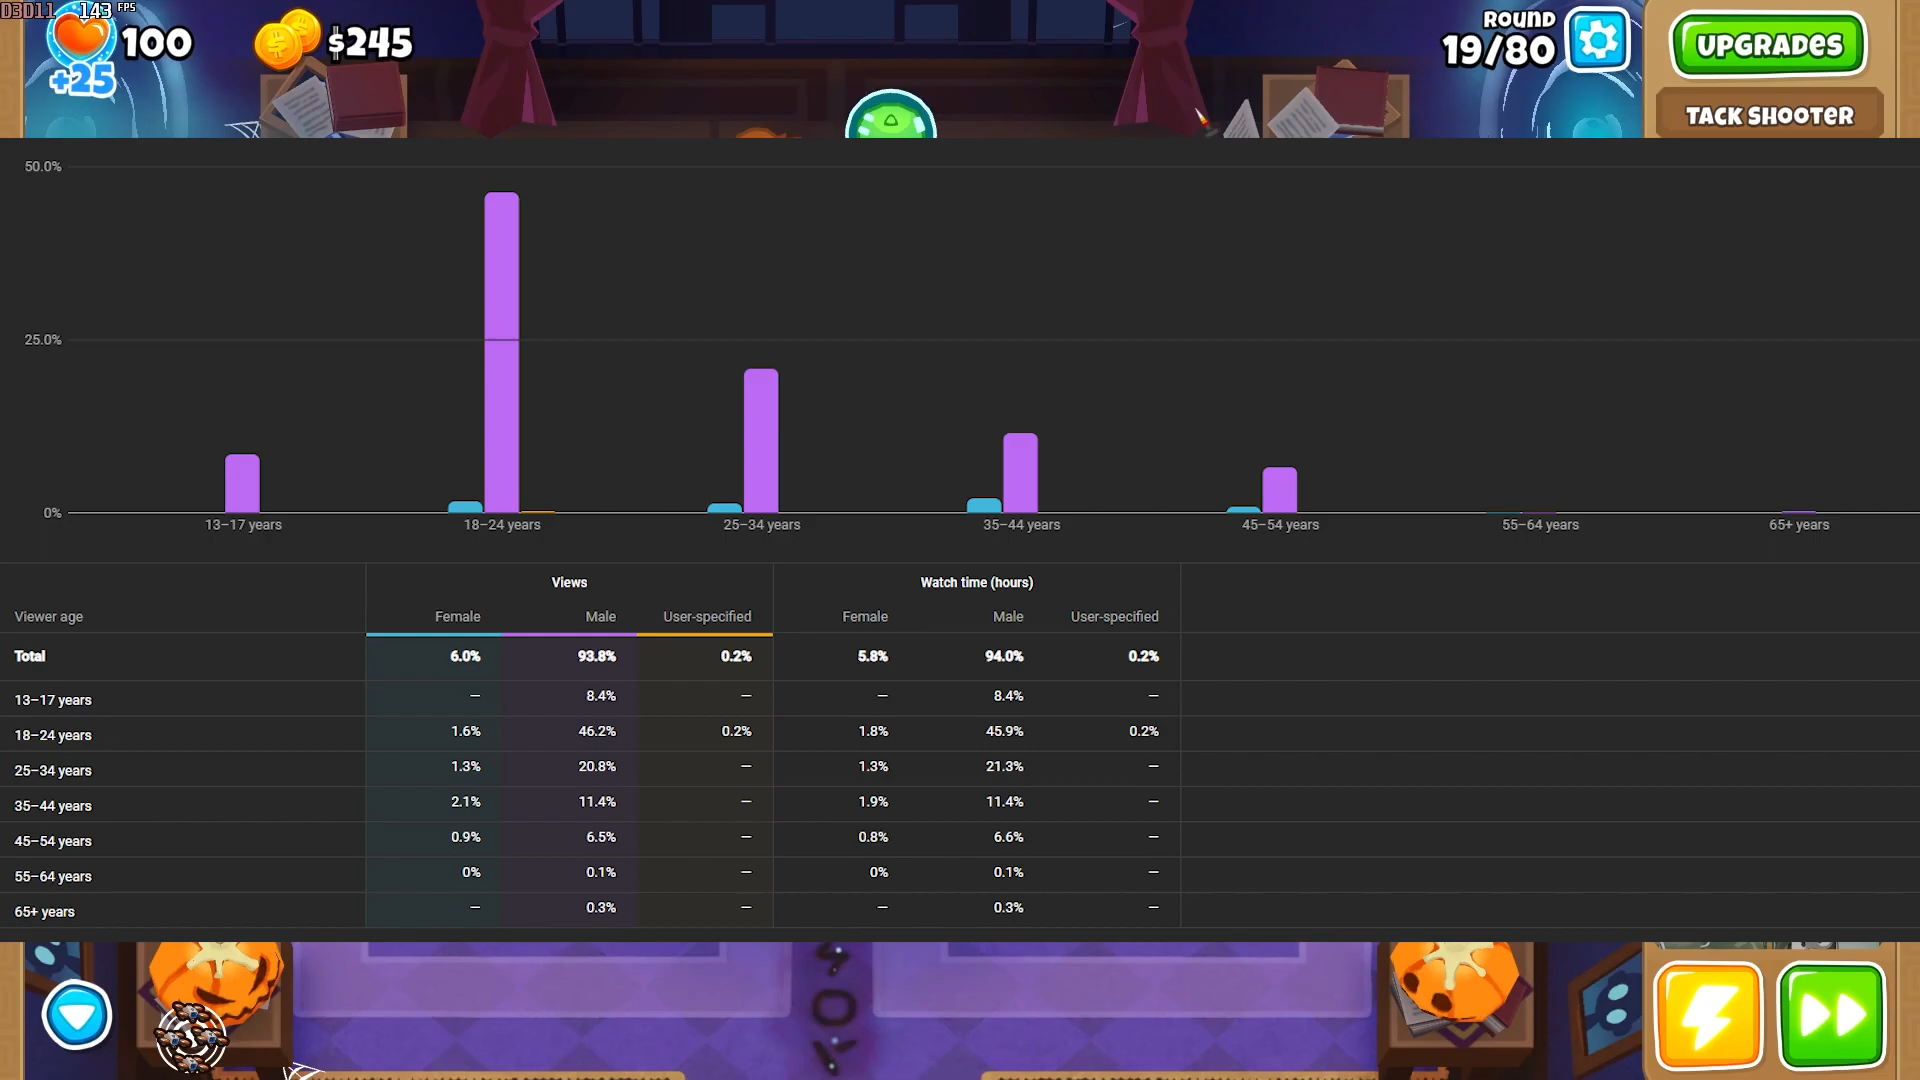 D3D11 143 FPS
100
+25
$245
ROUND
19/80
UPGRADES
TACK SHOOTER
50.0%
25.0%
0%
13–17 years 18–24 years 25–34 years 35–44 years 45–54 years 55–64 years 65+ years
Views Watch time (hours)
Viewer age Female Male User-specified Female Male User-specified
Total 6.0% 93.8% 0.2% 5.8% 94.0% 0.2%
13–17 years — 8.4% — — 8.4% —
18–24 years 1.6% 46.2% 0.2% 1.8% 45.9% 0.2%
25–34 years 1.3% 20.8% — 1.3% 21.3% —
35–44 years 2.1% 11.4% — 1.9% 11.4% —
45–54 years 0.9% 6.5% — 0.8% 6.6% —
55–64 years 0% 0.1% — 0% 0.1% —
65+ years — 0.3% — — 0.3% —